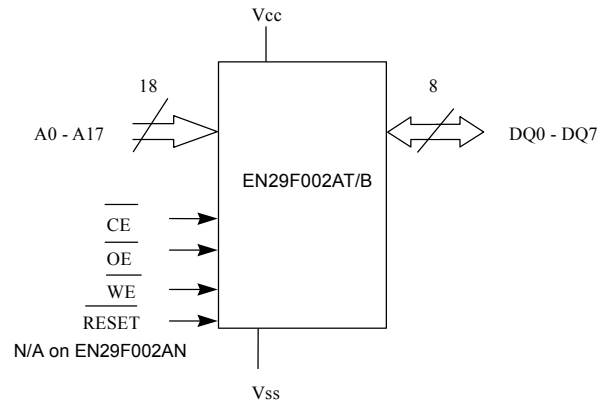 Vcc
18
8
A0 - A17
DQ0 - DQ7
EN29F002AT/B
CE
OE
WE
RESET
N/A on EN29F002AN
Vss